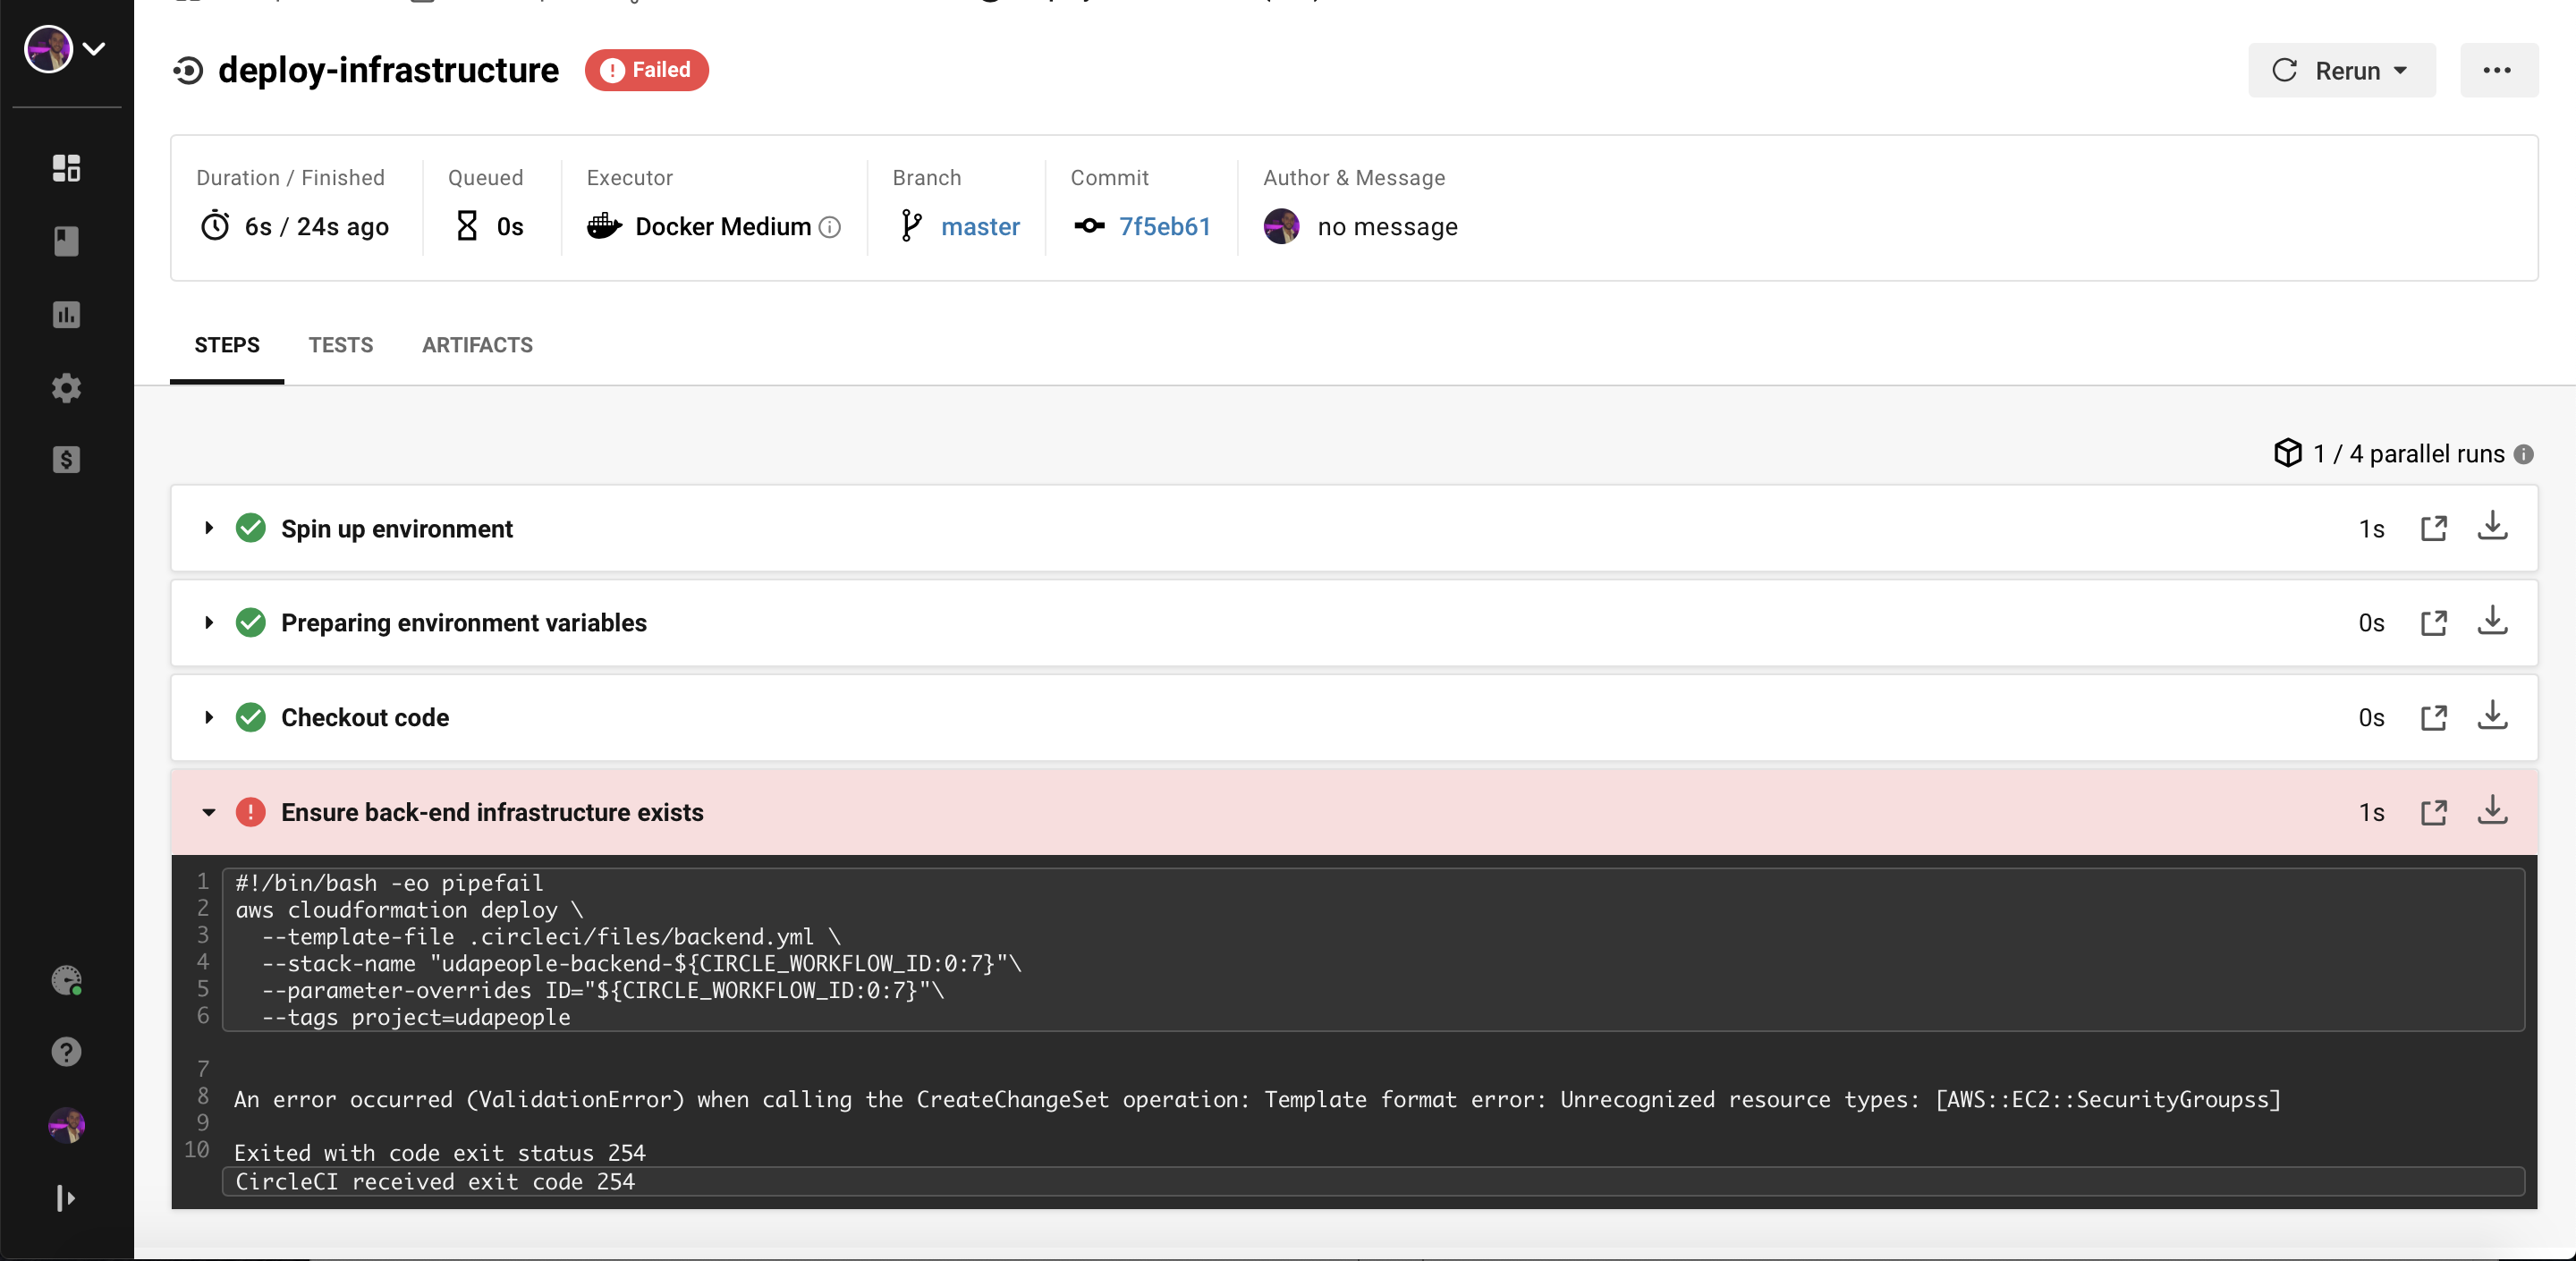 deploy-infrastructure
Failed
Rerun
Duration / Finished
6s / 24s ago
Queued
0s
Executor
Docker Medium
Branch
master
Commit
7f5eb61
Author & Message
no message
STEPS TESTS ARTIFACTS
1 / 4 parallel runs
Spin up environment 1s
Preparing environment variables 0s
Checkout code 0s
Ensure back-end infrastructure exists 1s
1 #!/bin/bash -eo pipefail
2 aws cloudformation deploy \
3 --template-file .circleci/files/backend.yml \
4 --stack-name "udapeople-backend-${CIRCLE_WORKFLOW_ID:0:7}"\
5 --parameter-overrides ID="${CIRCLE_WORKFLOW_ID:0:7}"\
6 --tags project=udapeople
7
8 An error occurred (ValidationError) when calling the CreateChangeSet operation: Template format error: Unrecognized resource types: [AWS::EC2::SecurityGroupss]
9
10 Exited with code exit status 254
CircleCI received exit code 254